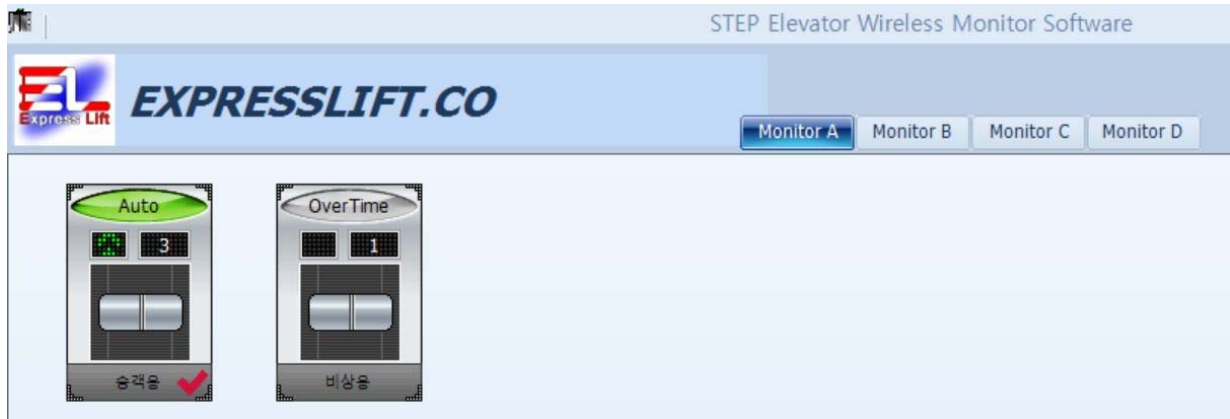 STEP Elevator Wireless Monitor Software
EL
Express Lift
EXPRESSLIFT.CO
Monitor A Monitor B Monitor C Monitor D
Auto OverTime
3 1
승객용 비상용